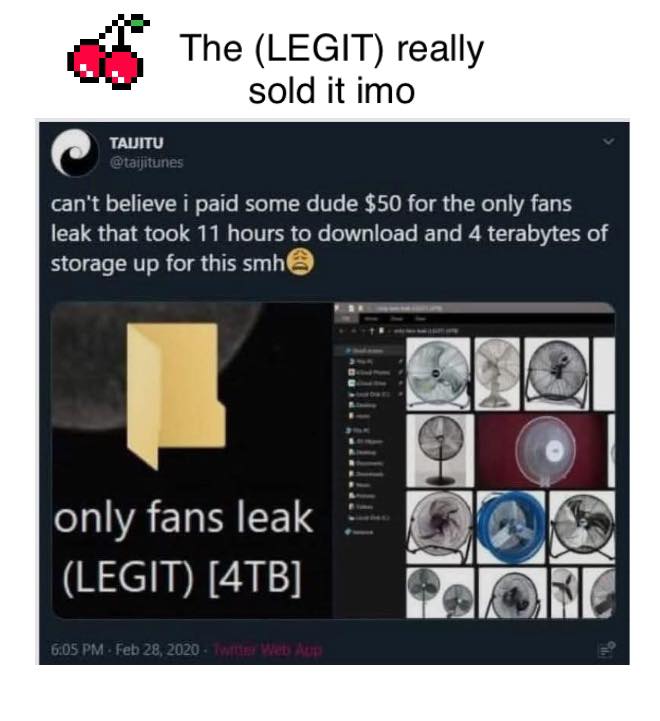 The (LEGIT) really
sold it imo
TAIJITU
@taijitunes
can't believe i paid some dude $50 for the only fans
leak that took 11 hours to download and 4 terabytes of
storage up for this smh😩
only fans leak
(LEGIT) [4TB]
6:05 PM · Feb 28, 2020 · Twitter Web App